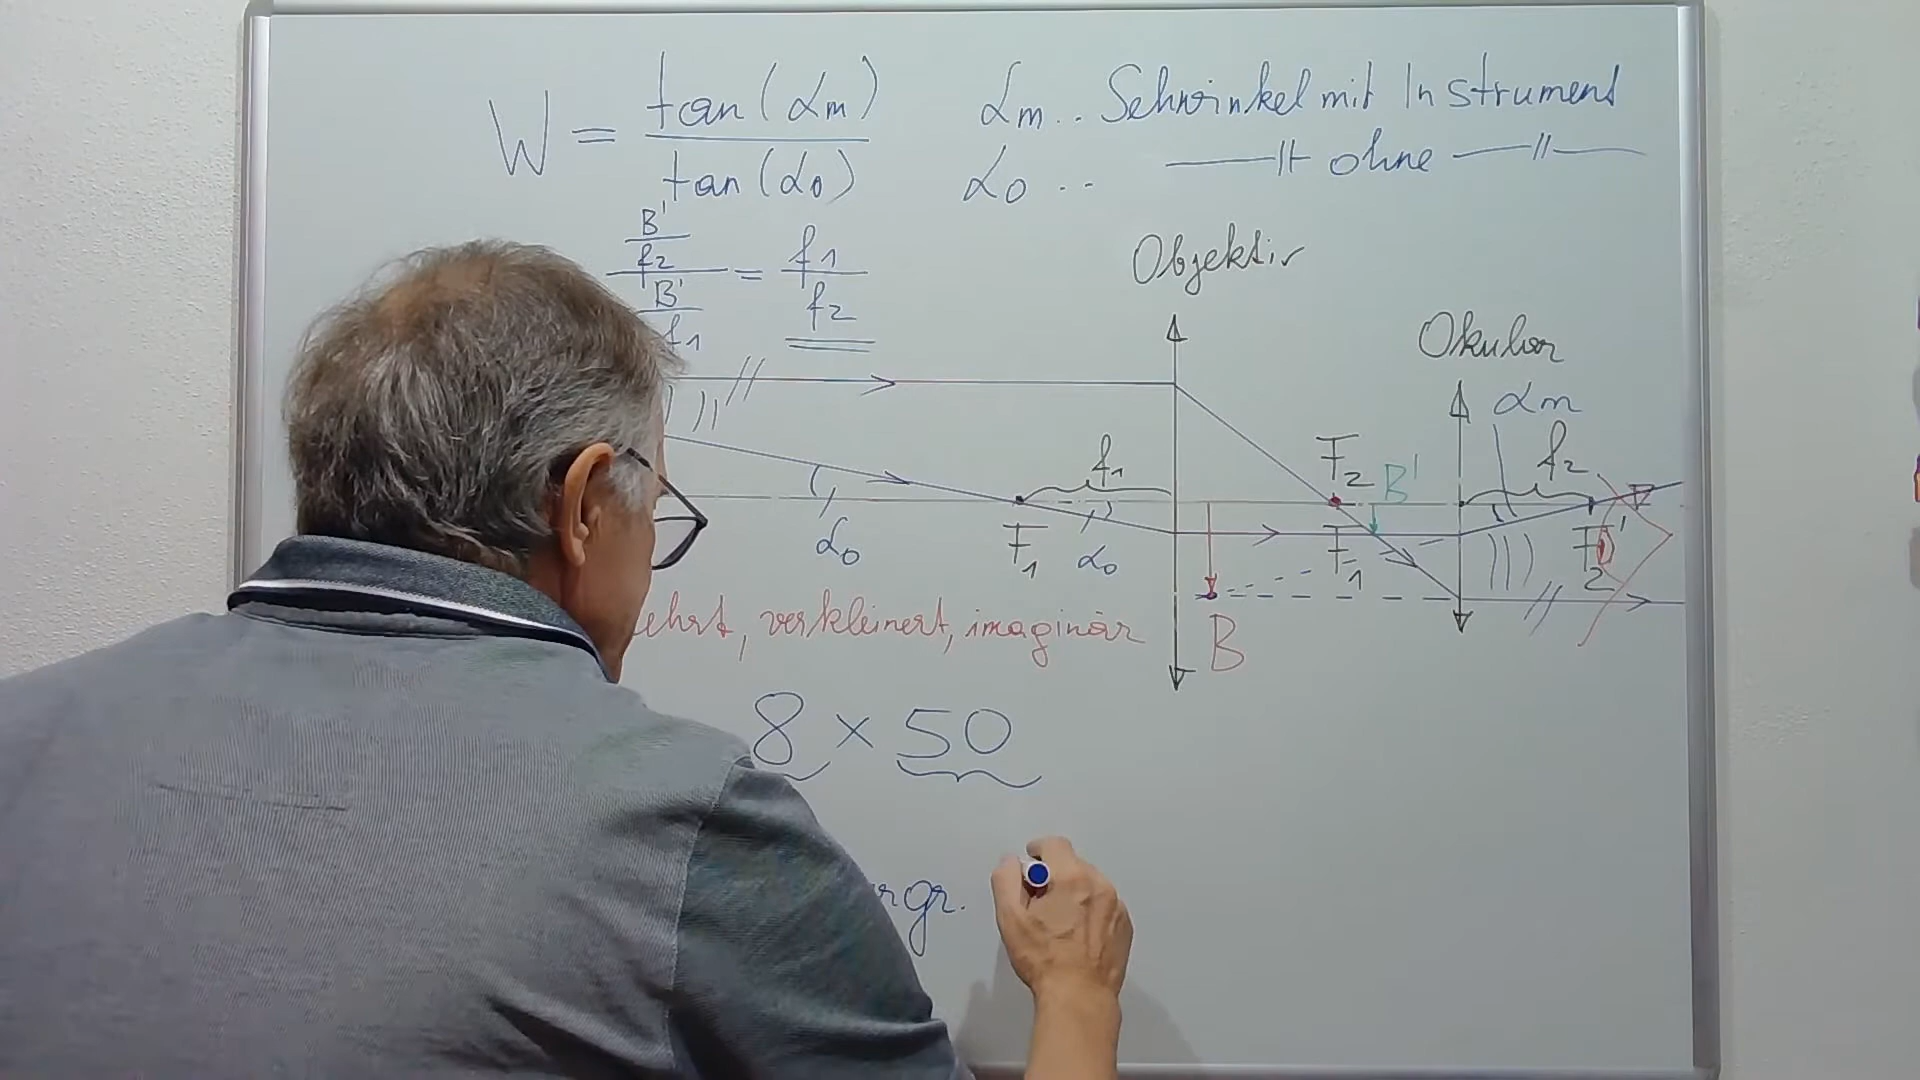 W = tan(αm) / tan(α0)
αm .. Sehwinkel mit Instrument
α0 .. —〃— ohne —〃—
B'/f2 / B'/f1 = f1/f2
Objektiv
Okular
αm
f1
F2
B'
f2
α0
F1
α0
F1
F2'
verkleinert, imaginär
B
8 x 50